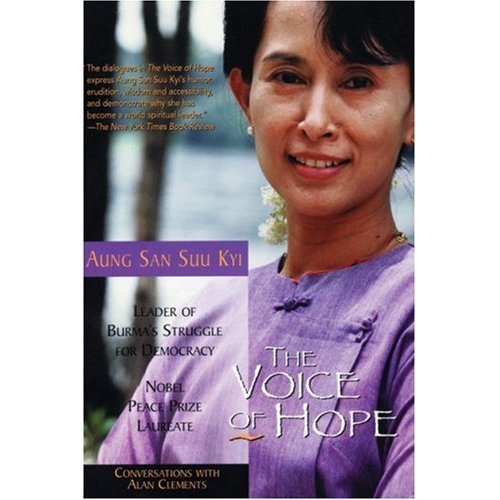 The dialogues in The Voice of Hope
express Aung San Suu Kyi's humor,
erudition, wisdom and accessibility,
and demonstrate why she has
become a world spiritual leader."
—The New York Times Book Review
AUNG SAN SUU KYI
LEADER OF
BURMA'S STRUGGLE
FOR DEMOCRACY
NOBEL
PEACE PRIZE
LAUREATE
THE
VOICE
OF HOPE
CONVERSATIONS WITH
ALAN CLEMENTS